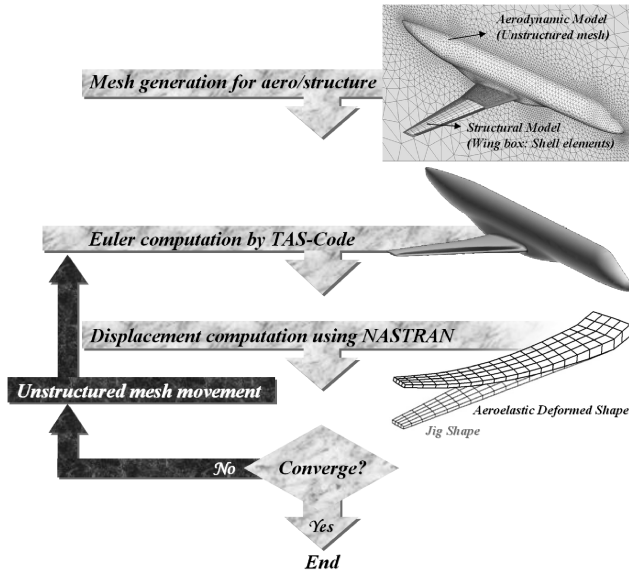 Aerodynamic Model
(Unstructured mesh)
Mesh generation for aero/structure
Structural Model
(Wing box: Shell elements)
Euler computation by TAS-Code
Displacement computation using NASTRAN
Unstructured mesh movement
Aeroelastic Deformed Shape
Jig Shape
No
Converge?
Yes
End